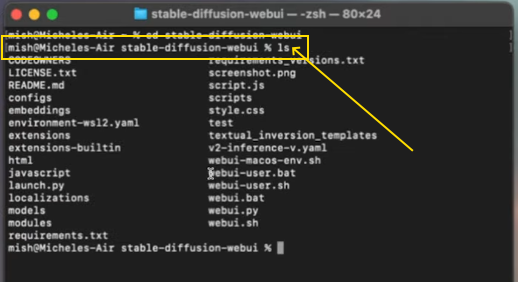 stable-diffusion-webui — -zsh — 80×24
mish@Micheles-Air ~ % cd stable-diffusion-webui
mish@Micheles-Air stable-diffusion-webui % ls
CODEOWNERS requirements_versions.txt
LICENSE.txt screenshot.png
README.md script.js
configs scripts
embeddings style.css
environment-wsl2.yaml test
extensions textual_inversion_templates
extensions-builtin v2-inference-v.yaml
html webui-macos-env.sh
javascript webui-user.bat
launch.py webui-user.sh
localizations webui.bat
models webui.py
modules webui.sh
requirements.txt
mish@Micheles-Air stable-diffusion-webui %